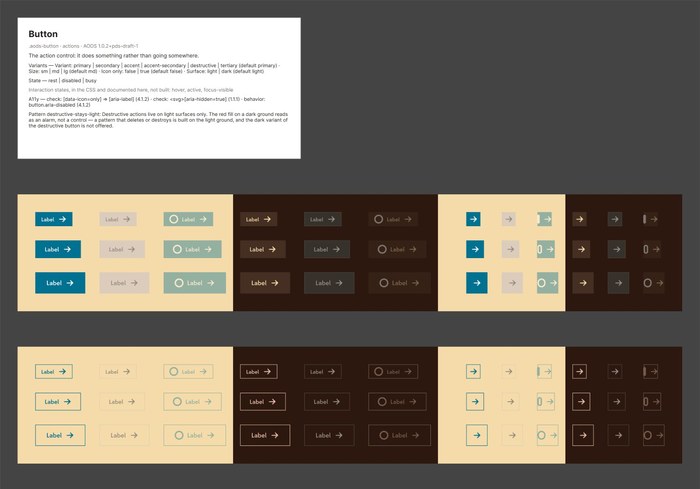 Button
.aods-button · actions · AODS 1.0.2+pds-draft-1
The action control: it does something rather than going somewhere.
Variants — Variant: primary | secondary | accent | accent-secondary | destructive | tertiary (default primary) ·
Size: sm | md | lg (default md) · Icon only: false | true (default false) · Surface: light | dark (default light)
State — rest | disabled | busy
Interaction states, in the CSS and documented here, not built: hover, active, focus-visible
A11y — check: [data-icon-only] → [aria-label] (4.1.2) · check: <svg>[aria-hidden=true] (1.1.1) · behavior:
button.aria-disabled (4.1.2)
Pattern destructive-stays-light: Destructive actions live on light surfaces only. The red fill on a dark ground reads
as an alarm, not a control — a pattern that deletes or destroys is built on the light ground, and the dark variant of
the destructive button is not offered.
Label Label Label Label Label Label
Label Label Label Label Label Label
Label Label Label Label Label Label
Label Label Label Label Label Label
Label Label Label Label Label Label
Label Label Label Label Label Label